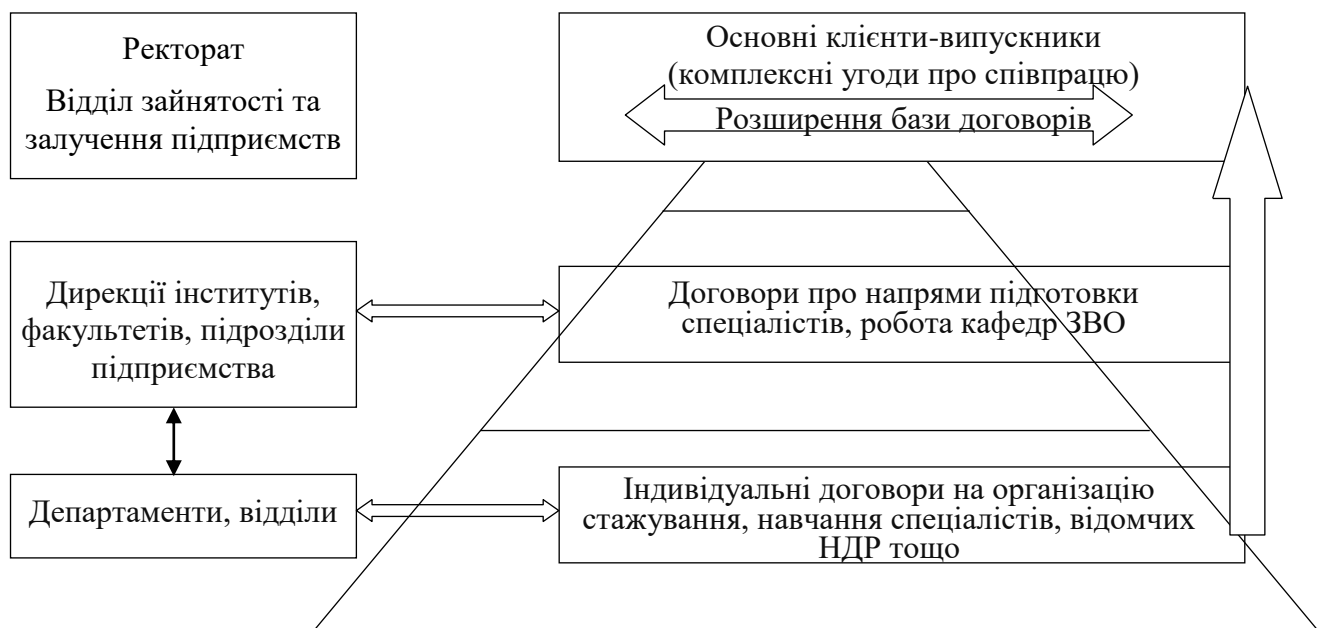 Ректорат
Відділ зайнятості та
залучення підприємств
Основні клієнти-випускники
(комплексні угоди про співпрацю)
Розширення бази договорів
Дирекції інститутів,
факультетів, підрозділи
підприємства
Договори про напрями підготовки
спеціалістів, робота кафедр ЗВО
Департаменти, відділи
Індивідуальні договори на організацію
стажування, навчання спеціалістів, відомчих
НДР тощо